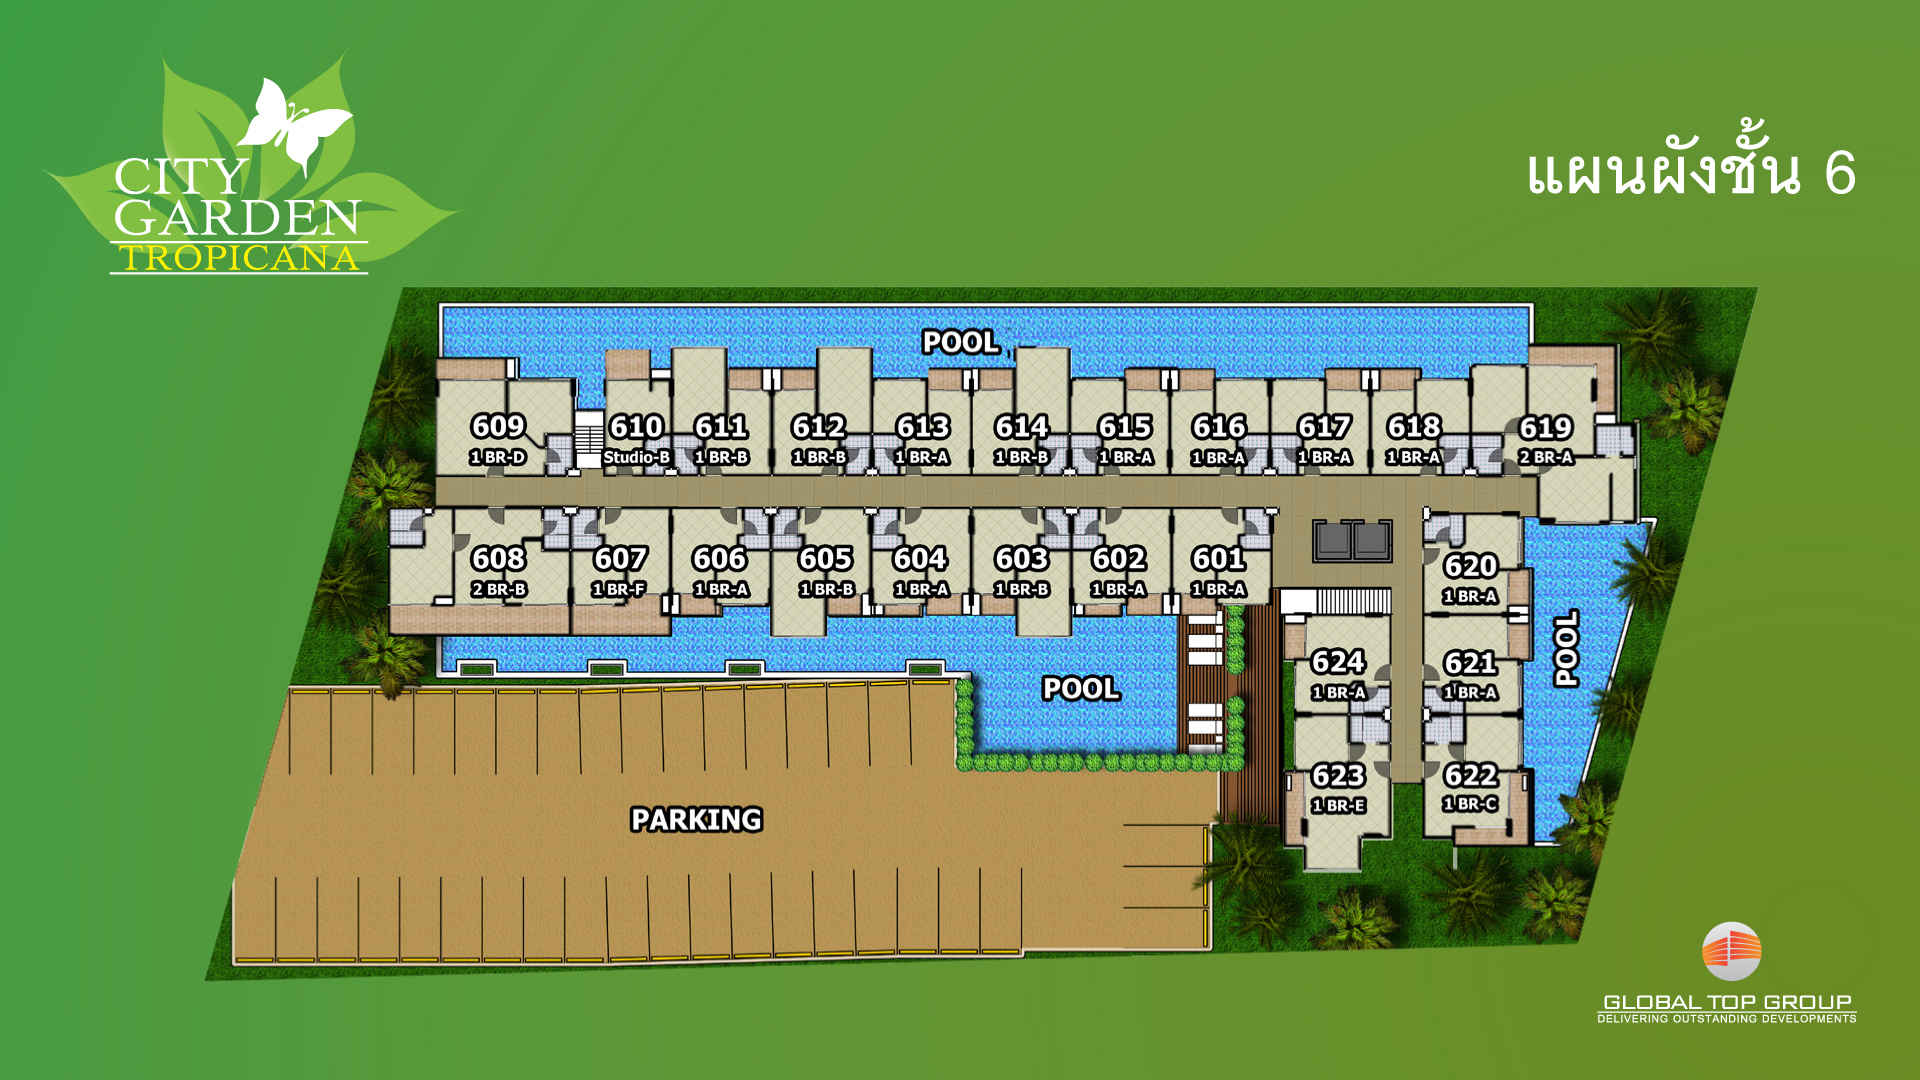 CITY
GARDEN
TROPICANA
แผนผังชั้น 6
POOL
609
1 BR-D
610
Studio-B
611
1 BR-B
612
1 BR-B
613
1 BR-A
614
1 BR-B
615
1 BR-A
616
1 BR-A
617
1 BR-A
618
1 BR-A
619
2 BR-A
608
2 BR-B
607
1 BR-F
606
1 BR-A
605
1 BR-B
604
1 BR-A
603
1 BR-B
602
1 BR-A
601
1 BR-A
620
1 BR-A
POOL
624
1 BR-A
621
1 BR-A
POOL
623
1 BR-E
622
1 BR-C
PARKING
GLOBAL TOP GROUP
DELIVERING OUTSTANDING DEVELOPMENTS